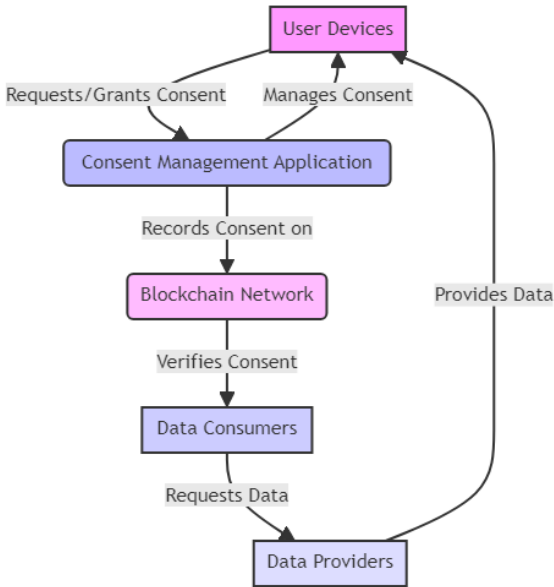 User Devices
Requests/Grants Consent
Manages Consent
Consent Management Application
Records Consent on
Blockchain Network
Provides Data
Verifies Consent
Data Consumers
Requests Data
Data Providers